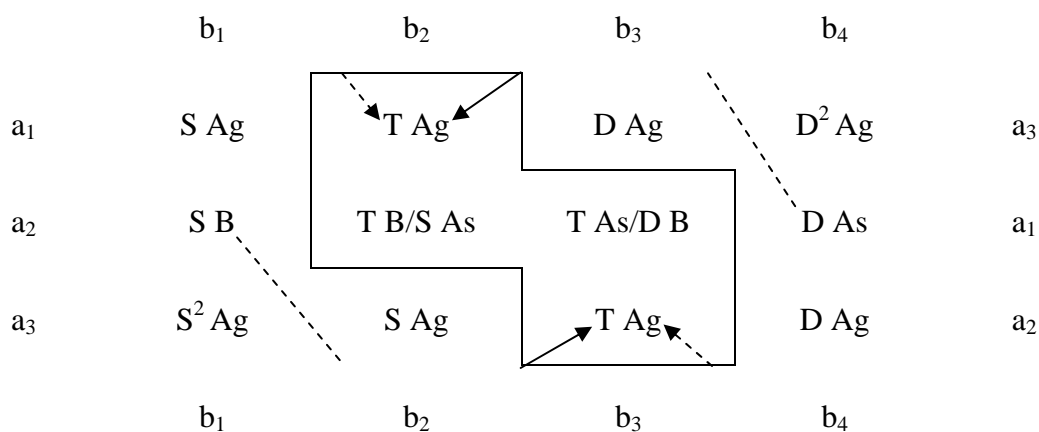 b₁ b₂ b₃ b₄
a₁ S Ag T Ag D Ag D² Ag a₃
a₂ S B T B/S As T As/D B D As a₁
a₃ S² Ag S Ag T Ag D Ag a₂
b₁ b₂ b₃ b₄